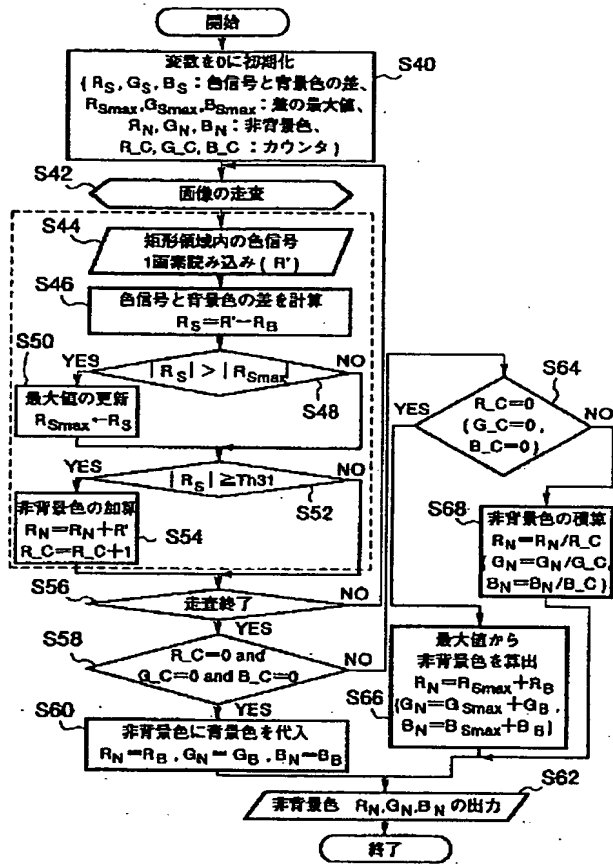 開始
変数を0に初期化
{ RS, GS, BS : 色信号と背景色の差、
RSmax, GSmax, BSmax : 差の最大値、
RN, GN, BN : 非背景色、
R_C, G_C, B_C : カウンタ }
S40
S42
画像の走査
S44
矩形領域内の色信号
1画素読み込み ( R' )
S46
色信号と背景色の差を計算
RS=R'-RB
S50
YES
| RS | > | RSmax |
NO
S48
最大値の更新
RSmax←RS
YES
| RS | ≧Th31
NO
S52
非背景色の加算
RN=RN+R'
R_C=R_C+1
S54
S56
走査終了
NO
YES
S58
R_C=0 and
G_C=0 and B_C=0
NO
YES
S60
非背景色に背景色を代入
RN=RB , GN=GB , BN=BB
S64
YES
R_C=0
( G_C=0 ,
B_C=0 )
NO
S68
非背景色の積算
RN=RN/R_C
( GN=GN/G_C,
BN=BN/B_C )
最大値から
非背景色を算出
RN=RSmax+RB
( GN=GSmax+GB ,
BN=BSmax+BB )
S66
S62
非背景色 RN,GN,BN の出力
終了